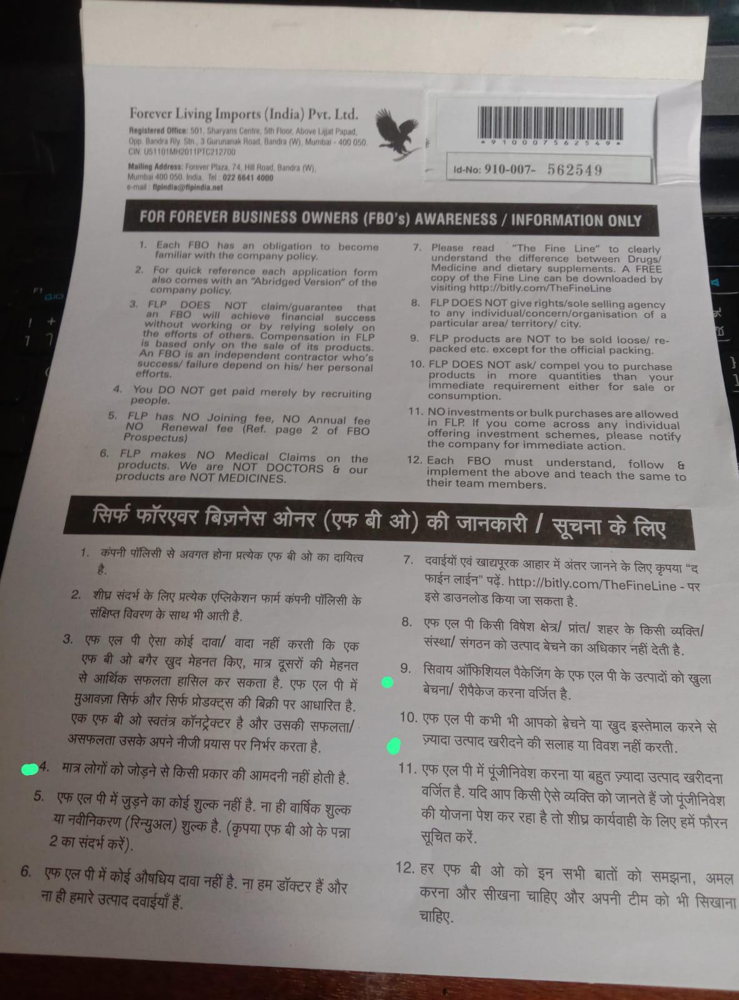 Forever Living Imports (India) Pvt. Ltd.
Registered Office: 501, Sharyans Centre, 5th Floor, Above Lijjat Papad,
Opp. Bandra Rly. Stn., 3 Gurunanak Road, Bandra (W), Mumbai - 400 050.
CIN: U51101MH2011PTC212700
Mailing Address: Forever Plaza, 74, Hill Road, Bandra (W),
Mumbai 400 050. India. Tel : 022 6641 4000
e-mail : flpindia@flpindia.net
*910007562549*
Id-No: 910-007- 562549
FOR FOREVER BUSINESS OWNERS (FBO's) AWARENESS / INFORMATION ONLY
1. Each FBO has an obligation to become
familiar with the company policy.
2. For quick reference each application form
also comes with an "Abridged Version" of the
company policy.
3. FLP DOES NOT claim/guarantee that
an FBO will achieve financial success
without working or by relying solely on
the efforts of others. Compensation in FLP
is based only on the sale of its products.
An FBO is an independent contractor who's
success/ failure depend on his/ her personal
efforts.
4. You DO NOT get paid merely by recruiting
people.
5. FLP has NO Joining fee, NO Annual fee
NO Renewal fee (Ref. page 2 of FBO
Prospectus)
6. FLP makes NO Medical Claims on the
products. We are NOT DOCTORS & our
products are NOT MEDICINES.
7. Please read "The Fine Line" to clearly
understand the difference between Drugs/
Medicine and dietary supplements. A FREE
copy of the Fine Line can be downloaded by
visiting http://bitly.com/TheFineLine
8. FLP DOES NOT give rights/sole selling agency
to any individual/concern/organisation of a
particular area/ territory/ city.
9. FLP products are NOT to be sold loose/ re-
packed etc. except for the official packing.
10. FLP DOES NOT ask/ compel you to purchase
products in more quantities than your
immediate requirement either for sale or
consumption.
11. NO investments or bulk purchases are allowed
in FLP. If you come across any individual
offering investment schemes, please notify
the company for immediate action.
12. Each FBO must understand, follow &
implement the above and teach the same to
their team members.
सिर्फ फॉरएवर बिज़नेस ओनर (एफ बी ओ) की जानकारी / सूचना के लिए
1. कंपनी पॉलिसी से अवगत होना प्रत्येक एफ बी ओ का दायित्व
है.
2. शीघ्र संदर्भ के लिए प्रत्येक एप्लिकेशन फार्म कंपनी पॉलिसी के
संक्षिप्त विवरण के साथ भी आती है.
3. एफ एल पी ऐसा कोई दावा/ वादा नहीं करती कि एक
एफ बी ओ बगैर खुद मेहनत किए, मात्र दूसरों की मेहनत
से आर्थिक सफलता हासिल कर सकता है. एफ एल पी में
मुआवज़ा सिर्फ और सिर्फ प्रोडक्ट्स की बिक्री पर आधारित है.
एक एफ बी ओ स्वतंत्र कॉनट्रेक्टर है और उसकी सफलता/
असफलता उसके अपने नीजी प्रयास पर निर्भर करता है.
4. मात्र लोगों को जोड़ने से किसी प्रकार की आमदनी नहीं होती है.
5. एफ एल पी में जुड़ने का कोई शुल्क नहीं है. ना ही वार्षिक शुल्क
या नवीनिकरण (रिन्युअल) शुल्क है. (कृपया एफ बी ओ के पन्ना
2 का संदर्भ करें).
6. एफ एल पी में कोई औषधिय दावा नहीं है. ना हम डॉक्टर हैं और
ना ही हमारे उत्पाद दवाईयाँ हैं.
7. दवाईयों एवं खाद्यपूरक आहार में अंतर जानने के लिए कृपया "द
फाईन लाईन" पढ़ें. http://bitly.com/TheFineLine - पर
इसे डाउनलोड किया जा सकता है.
8. एफ एल पी किसी विषेश क्षेत्र/ प्रांत/ शहर के किसी व्यक्ति/
संस्था/ संगठन को उत्पाद बेचने का अधिकार नहीं देती है.
9. सिवाय ऑफिशियल पैकेजिंग के एफ एल पी के उत्पादों को खुला
बेचना/ रीपैकेज करना वर्जित है.
10. एफ एल पी कभी भी आपको बे़चने या खुद इस्तेमाल करने से
ज़्यादा उत्पाद खरीदने की सलाह या विवश नहीं करती.
11. एफ एल पी में पूंजीनिवेश करना या बहुत ज़्यादा उत्पाद खरीदना
वर्जित है. यदि आप किसी ऐसे व्यक्ति को जानते हैं जो पूंजीनिवेश
की योजना पेश कर रहा है तो शीघ्र कार्यवाही के लिए हमें फौरन
सूचित करें.
12. हर एफ बी ओ को इन सभी बातों को समझना, अमल
करना और सीखना चाहिए और अपनी टीम को भी सिखाना
चाहिए.
F1